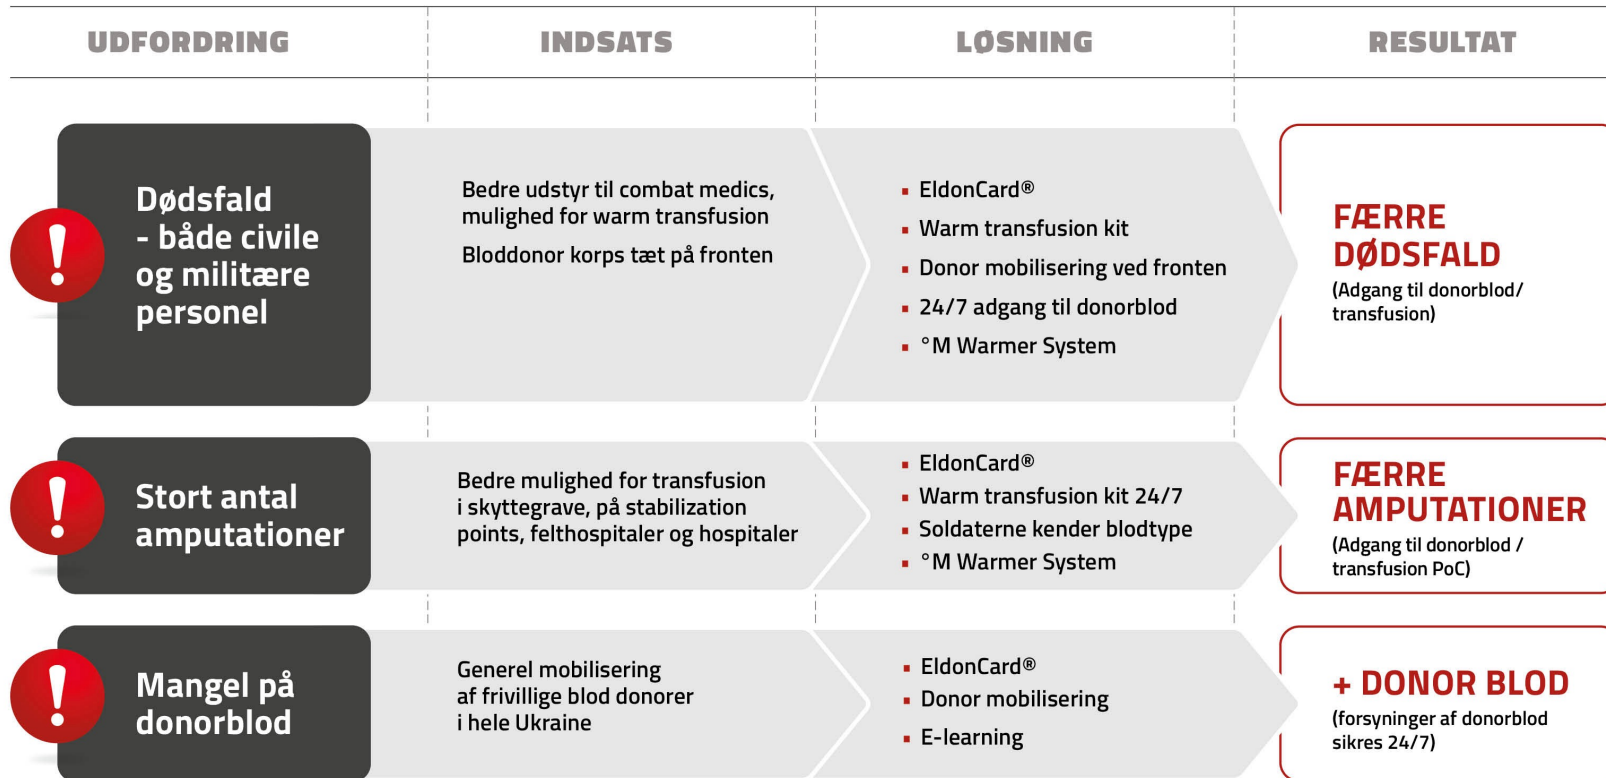 UDFORDRING
INDSATS
LØSNING
RESULTAT
Dødsfald
- både civile
og militære
personel
Bedre udstyr til combat medics,
mulighed for warm transfusion
Bloddonor korps tæt på fronten
▪ EldonCard®
▪ Warm transfusion kit
▪ Donor mobilisering ved fronten
▪ 24/7 adgang til donorblod
▪ °M Warmer System
FÆRRE
DØDSFALD
(Adgang til donorblod/
transfusion)
Stort antal
amputationer
Bedre mulighed for transfusion
i skyttegrave, på stabilization
points, felthospitaler og hospitaler
▪ EldonCard®
▪ Warm transfusion kit 24/7
▪ Soldaterne kender blodtype
▪ °M Warmer System
FÆRRE
AMPUTATIONER
(Adgang til donorblod /
transfusion PoC)
Mangel på
donorblod
Generel mobilisering
af frivillige blod donorer
i hele Ukraine
▪ EldonCard®
▪ Donor mobilisering
▪ E-learning
+ DONOR BLOD
(forsyninger af donorblod
sikres 24/7)